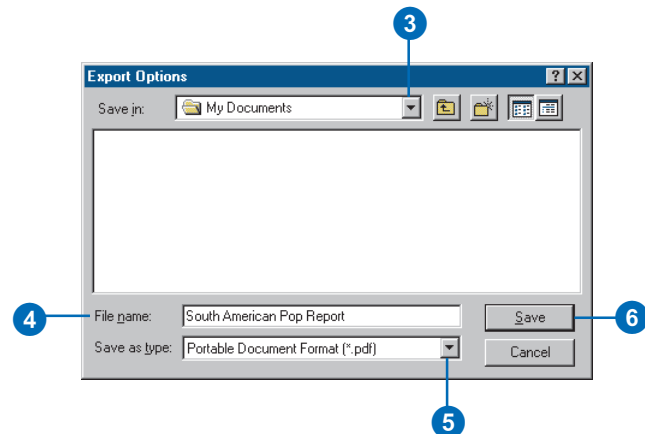 3
Export Options
Save in: My Documents
4 File name: South American Pop Report Save 6
Save as type: Portable Document Format (*.pdf) Cancel
5